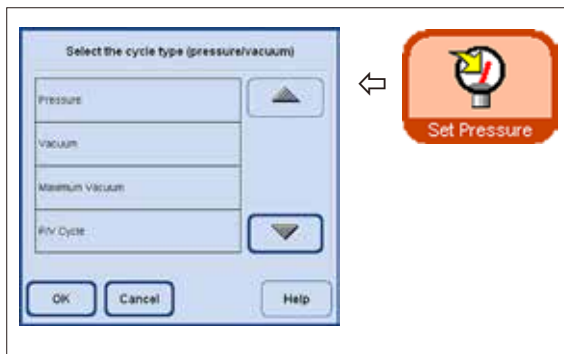 Select the cycle type (pressure/vacuum)
Pressure
Vacuum
Maximum Vacuum
P/V Cycle
OK
Cancel
Help
Set Pressure